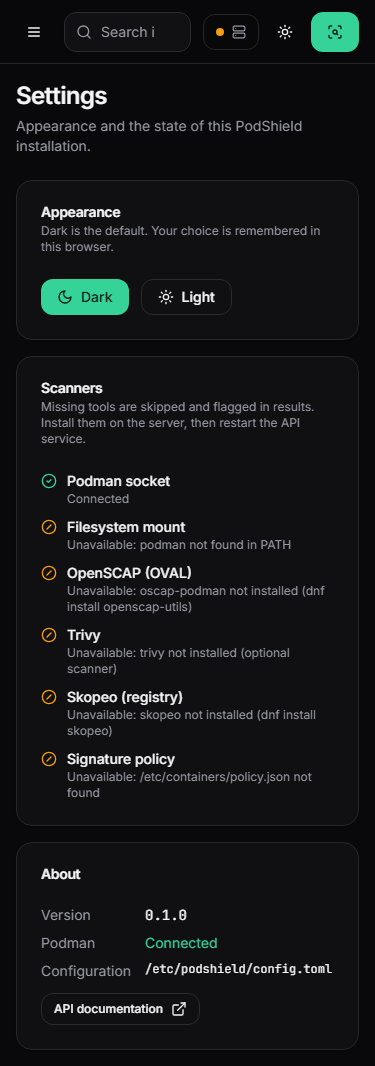 Search i
Settings
Appearance and the state of this PodShield
installation.
Appearance
Dark is the default. Your choice is remembered in
this browser.
Dark
Light
Scanners
Missing tools are skipped and flagged in results.
Install them on the server, then restart the API
service.
Podman socket
Connected
Filesystem mount
Unavailable: podman not found in PATH
OpenSCAP (OVAL)
Unavailable: oscap-podman not installed (dnf
install openscap-utils)
Trivy
Unavailable: trivy not installed (optional
scanner)
Skopeo (registry)
Unavailable: skopeo not installed (dnf install
skopeo)
Signature policy
Unavailable: /etc/containers/policy.json not
found
About
Version 0.1.0
Podman Connected
Configuration /etc/podshield/config.toml
API documentation